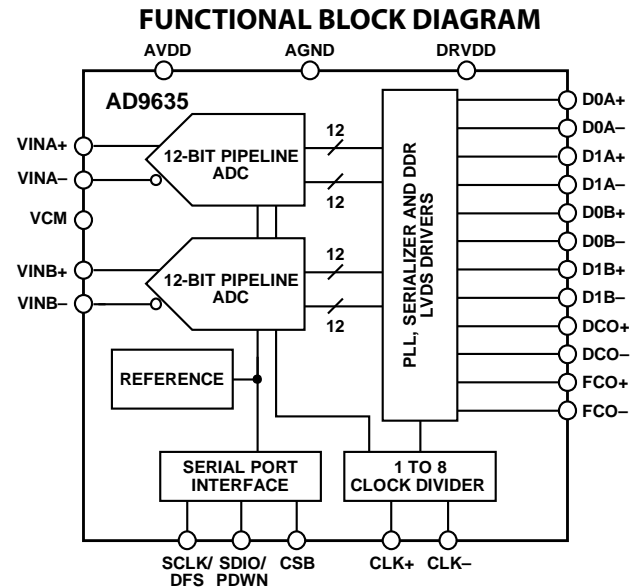 FUNCTIONAL BLOCK DIAGRAM
AVDD
AGND
DRVDD
AD9635
VINA+
VINA–
VCM
VINB+
VINB–
12-BIT PIPELINE
ADC
12
12
12-BIT PIPELINE
ADC
12
12
REFERENCE
PLL, SERIALIZER AND DDR
LVDS DRIVERS
D0A+
D0A–
D1A+
D1A–
D0B+
D0B–
D1B+
D1B–
DCO+
DCO–
FCO+
FCO–
SERIAL PORT
INTERFACE
1 TO 8
CLOCK DIVIDER
SCLK/
DFS
SDIO/
PDWN
CSB
CLK+
CLK–